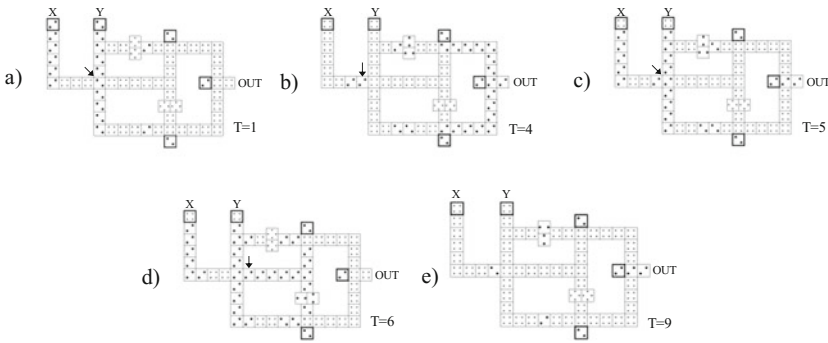 X Y
a)
OUT
T=1
X Y
b)
OUT
T=4
X Y
c)
OUT
T=5
X Y
d)
OUT
T=6
X Y
e)
OUT
T=9